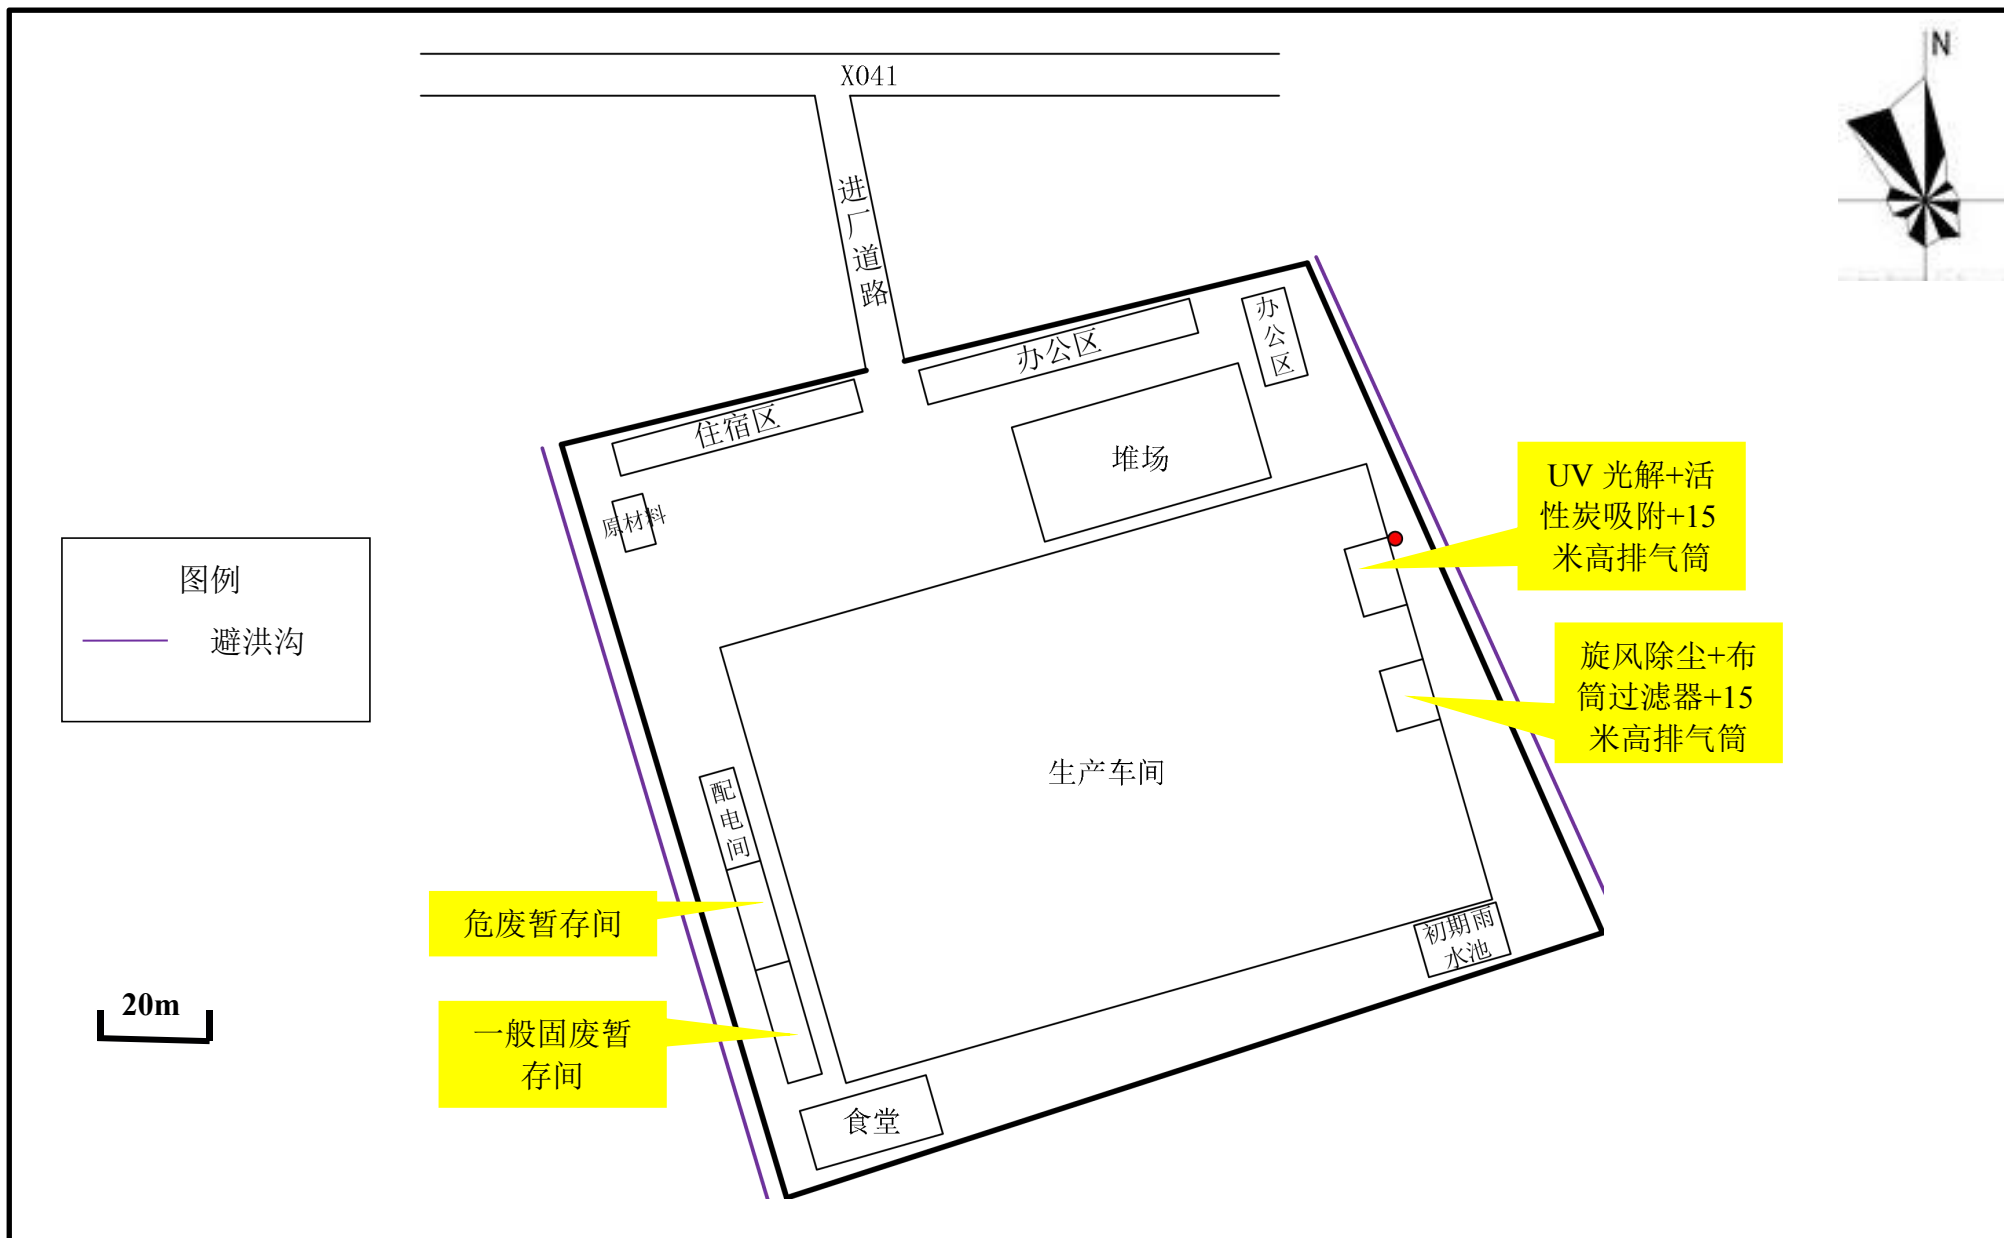 X041
N
进厂道路
办公区
办公区
住宿区
堆场
原材料
UV 光解+活
性炭吸附+15
米高排气筒
图例
避洪沟
旋风除尘+布
筒过滤器+15
米高排气筒
生产车间
配电间
危废暂存间
初期雨
水池
20m
一般固废暂
存间
食堂